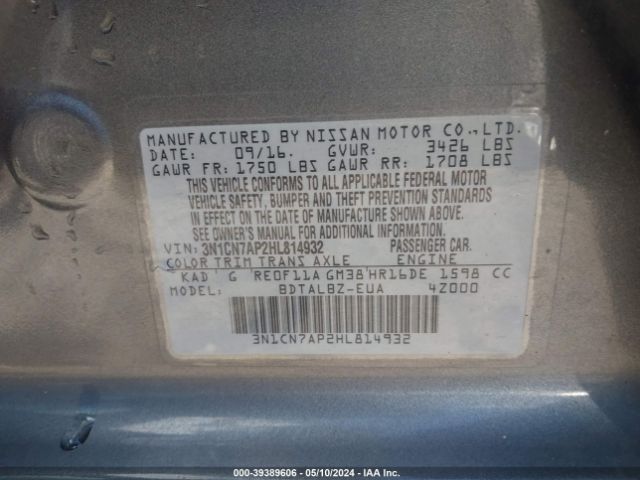 MANUFACTURED BY NISSAN MOTOR CO., LTD.
DATE: 09/16. GVWR: 3426 LBS
GAWR FR: 1750 LBS GAWR RR: 1708 LBS
THIS VEHICLE CONFORMS TO ALL APPLICABLE FEDERAL MOTOR
VEHICLE SAFETY, BUMPER AND THEFT PREVENTION STANDARDS
IN EFFECT ON THE DATE OF MANUFACTURE SHOWN ABOVE.
SEE OWNER'S MANUAL FOR ADDITIONAL INFORMATION.
VIN: 3N1CN7AP2HL814932 PASSENGER CAR.
COLOR TRIM TRANS AXLE ENGINE
KAD G RE0F11A GM38 HR16DE 1598 CC
MODEL BDTALBZ-EUA 4Z000
3N1CN7AP2HL814932
000-39389606 - 05/10/2024 - IAA Inc.